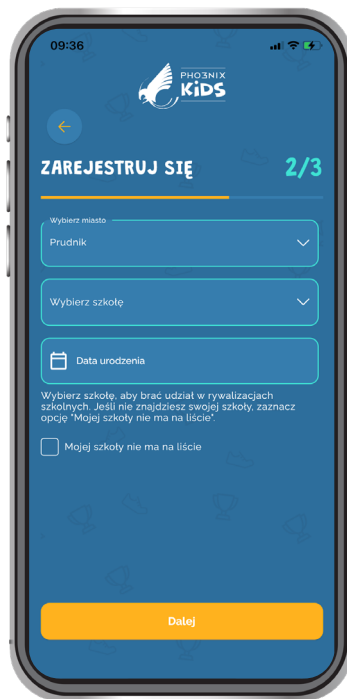 09:36
PHO3NIX
KiDS
ZAREJESTRUJ SIĘ 2/3
Wybierz miasto
Prudnik
Wybierz szkołę
Data urodzenia
Wybierz szkołę, aby brać udział w rywalizacjach
szkolnych. Jeśli nie znajdziesz swojej szkoły, zaznacz
opcję "Mojej szkoły nie ma na liście".
Mojej szkoły nie ma na liście
Dalej